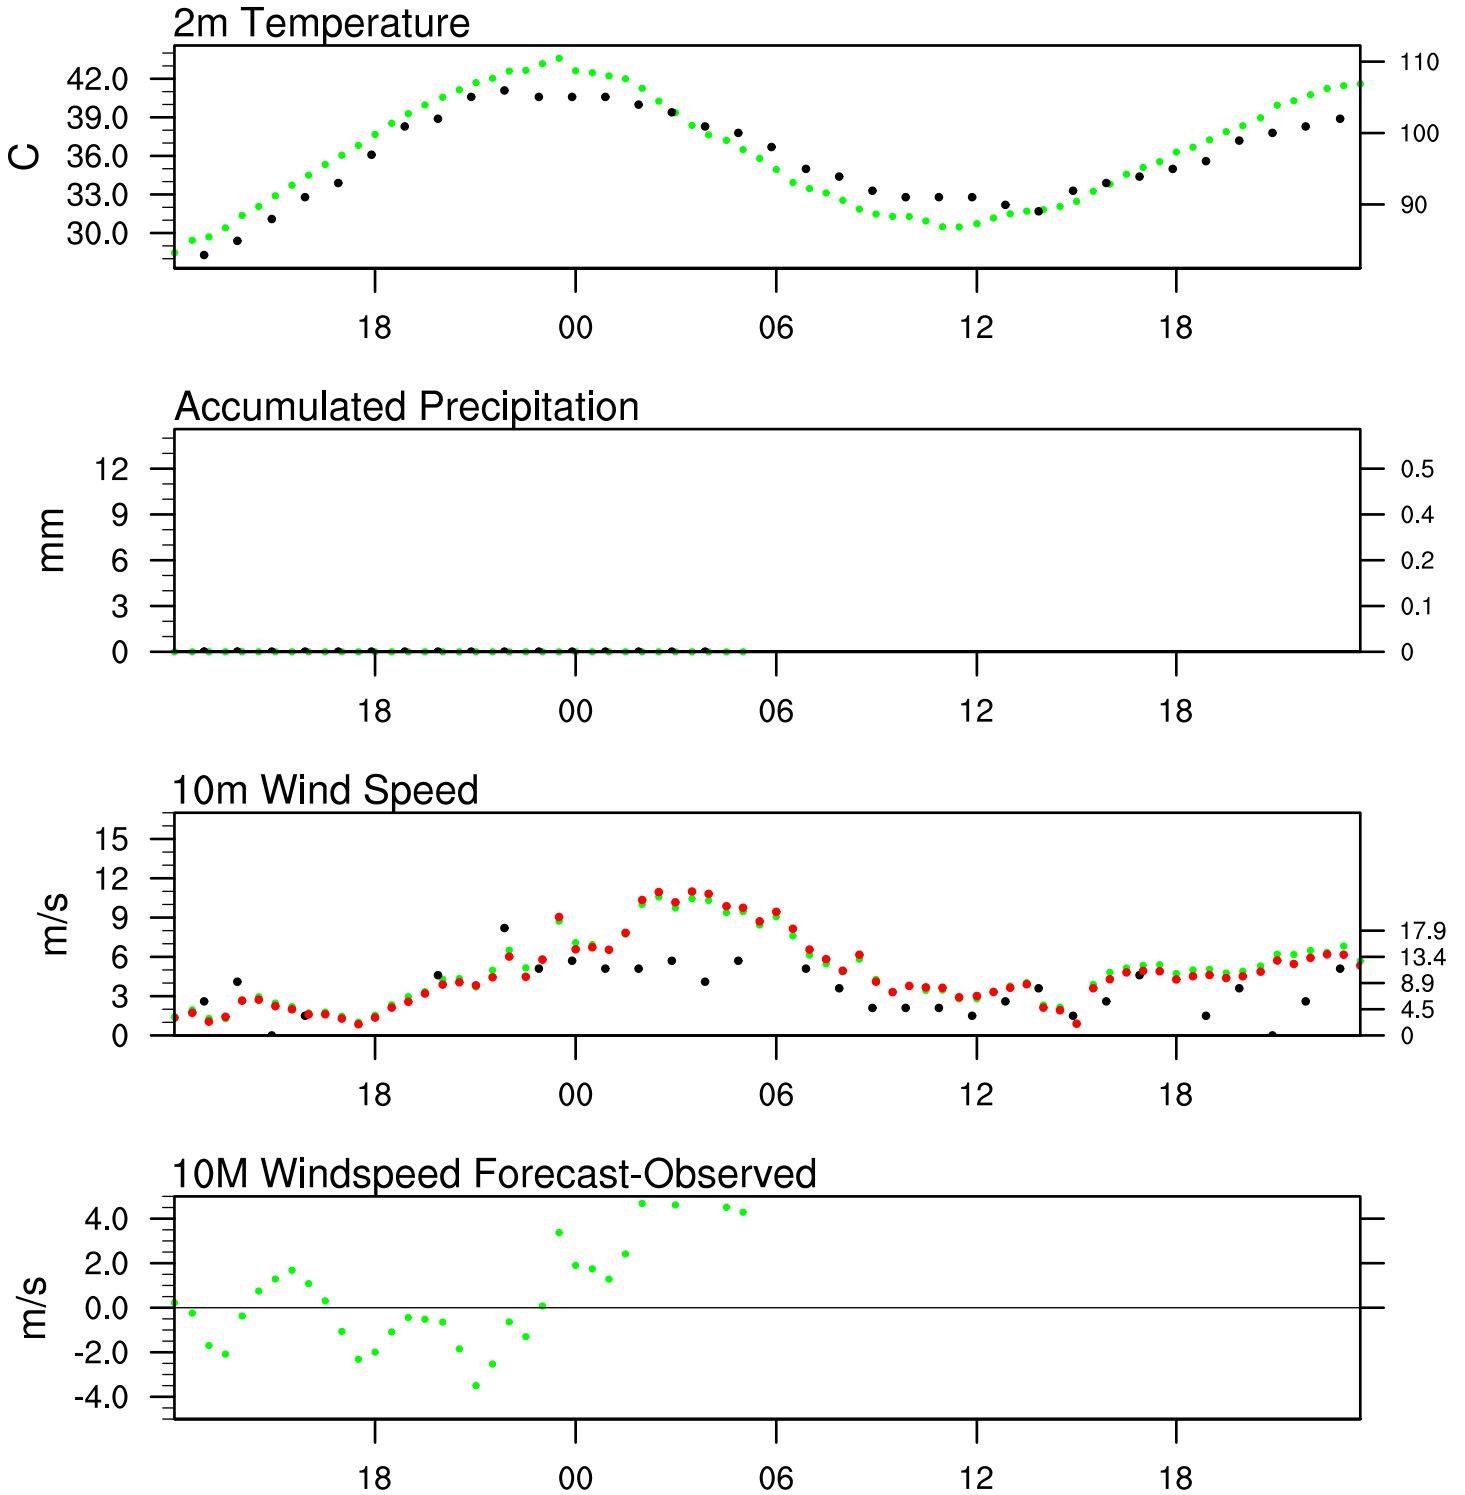 2m Temperature
C
42.0
39.0
36.0
33.0
30.0
110
100
90
18 00 06 12 18
Accumulated Precipitation
mm
12
9
6
3
0
0.5
0.4
0.2
0.1
0
18 00 06 12 18
10m Wind Speed
m/s
15
12
9
6
3
0
17.9
13.4
8.9
4.5
0
18 00 06 12 18
10M Windspeed Forecast-Observed
m/s
4.0
2.0
0.0
-2.0
-4.0
18 00 06 12 18